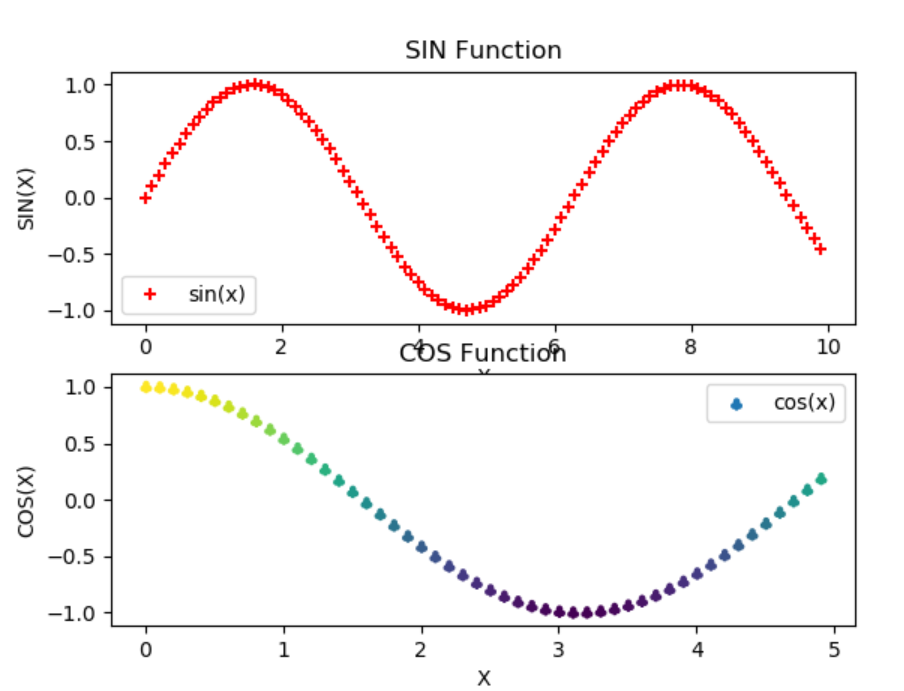 SIN Function
1.0
0.5
0.0
−0.5
−1.0
SIN(X)
sin(x)
0 2 4 6 8 10
X
COS Function
1.0
0.5
0.0
−0.5
−1.0
COS(X)
cos(x)
0 1 2 3 4 5
X